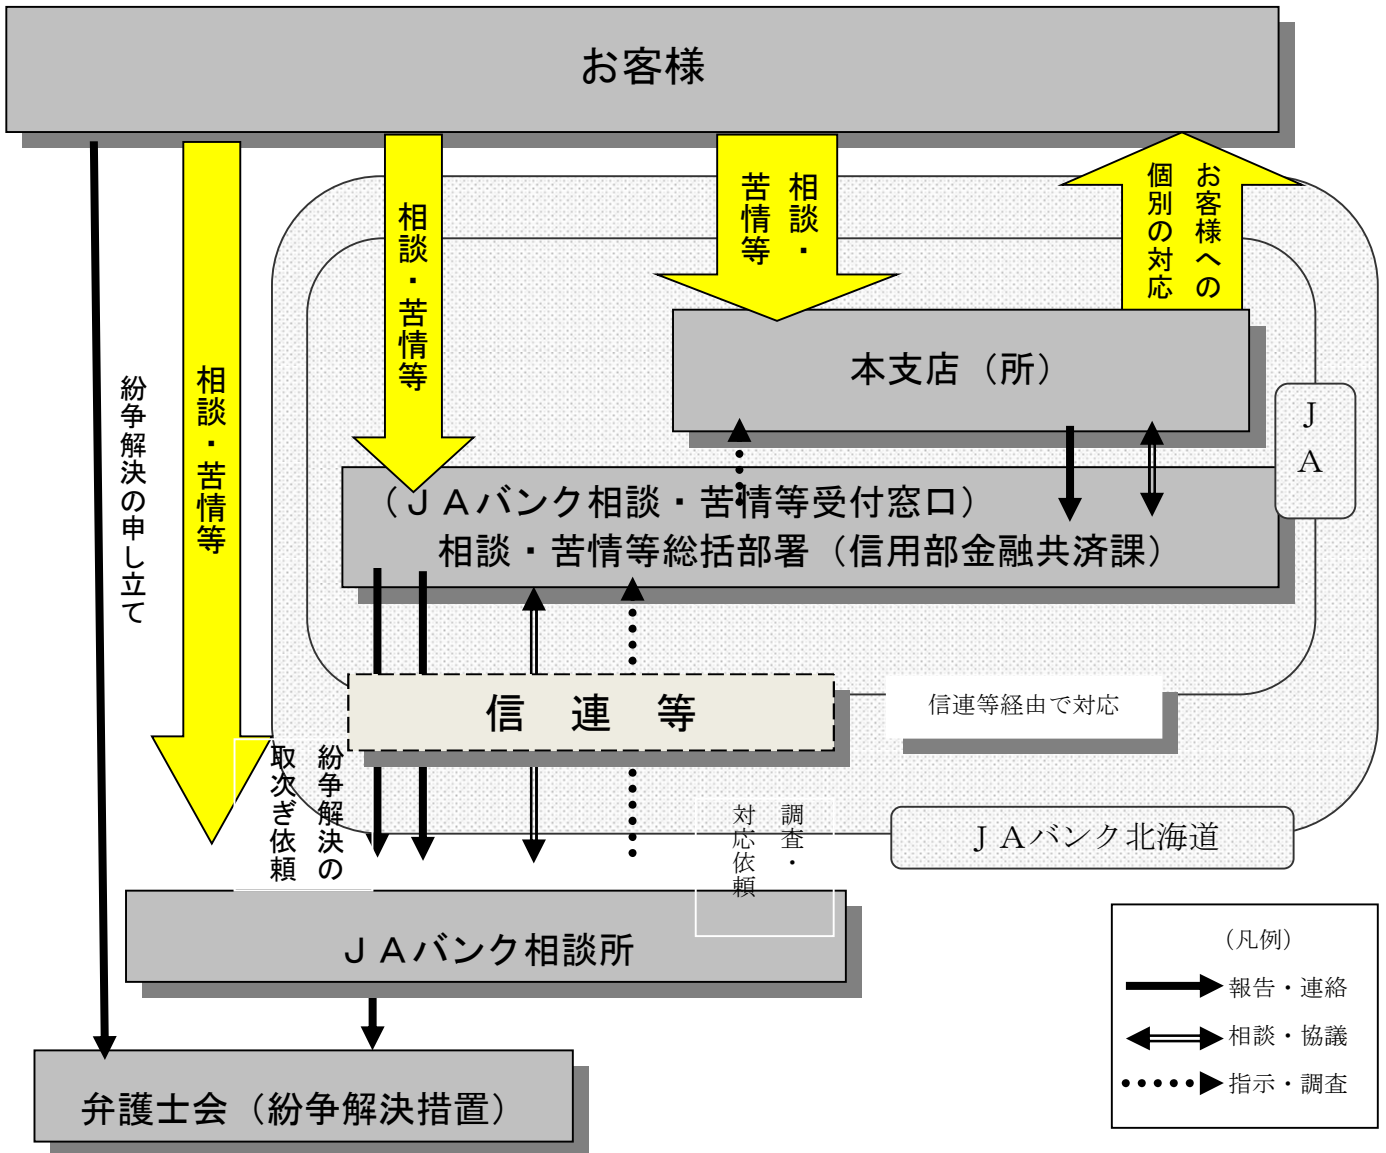 お客様
相談・苦情等
相談・
苦情等
お客様への
個別の対応
相談・苦情等
紛争解決の申し立て
本支店（所）
ＪＡ
（ＪＡバンク相談・苦情等受付窓口）
相談・苦情等総括部署（信用部金融共済課）
信　連　等
信連等経由で対応
紛争解決の
取次ぎ依頼
調査・
対応依頼
ＪＡバンク北海道
ＪＡバンク相談所
弁護士会（紛争解決措置）
（凡例）
報告・連絡
相談・協議
指示・調査